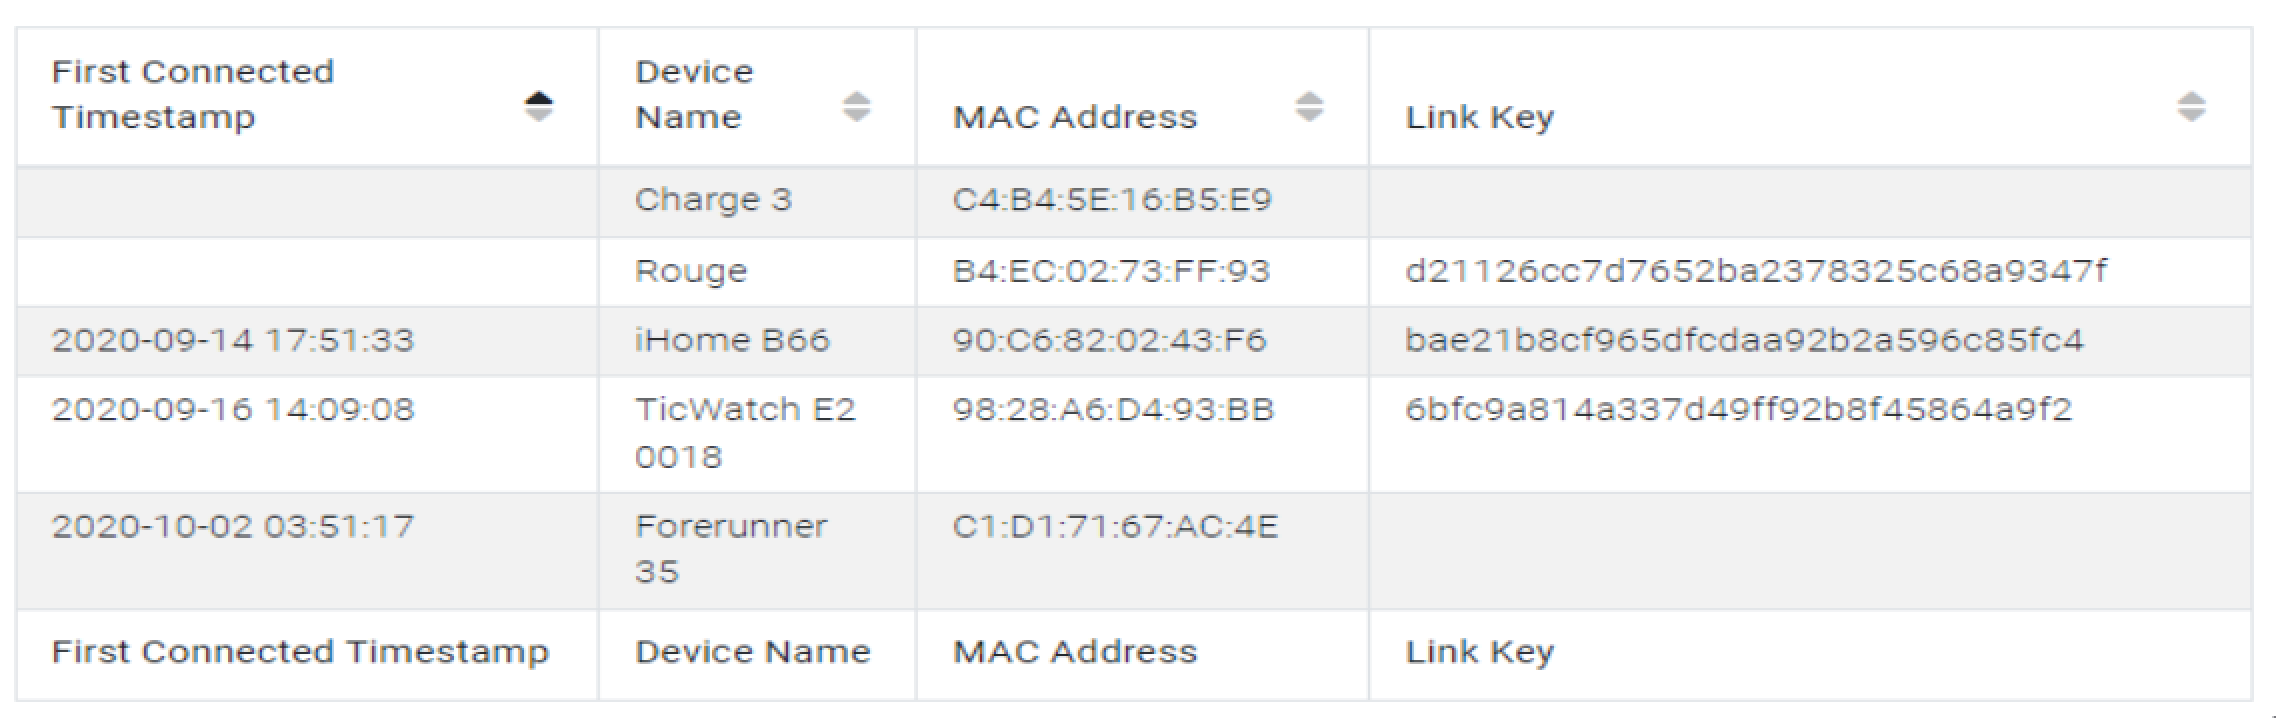 First Connected Timestamp Device Name MAC Address Link Key
Charge 3 C4:B4:5E:16:B5:E9
Rouge B4:EC:02:73:FF:93 d21126cc7d7652ba2378325c68a9347f
2020-09-14 17:51:33 iHome B66 90:C6:82:02:43:F6 bae21b8cf965dfcdaa92b2a596c85fc4
2020-09-16 14:09:08 TicWatch E2 0018 98:28:A6:D4:93:BB 6bfc9a814a337d49ff92b8f45864a9f2
2020-10-02 03:51:17 Forerunner 35 C1:D1:71:67:AC:4E
First Connected Timestamp Device Name MAC Address Link Key